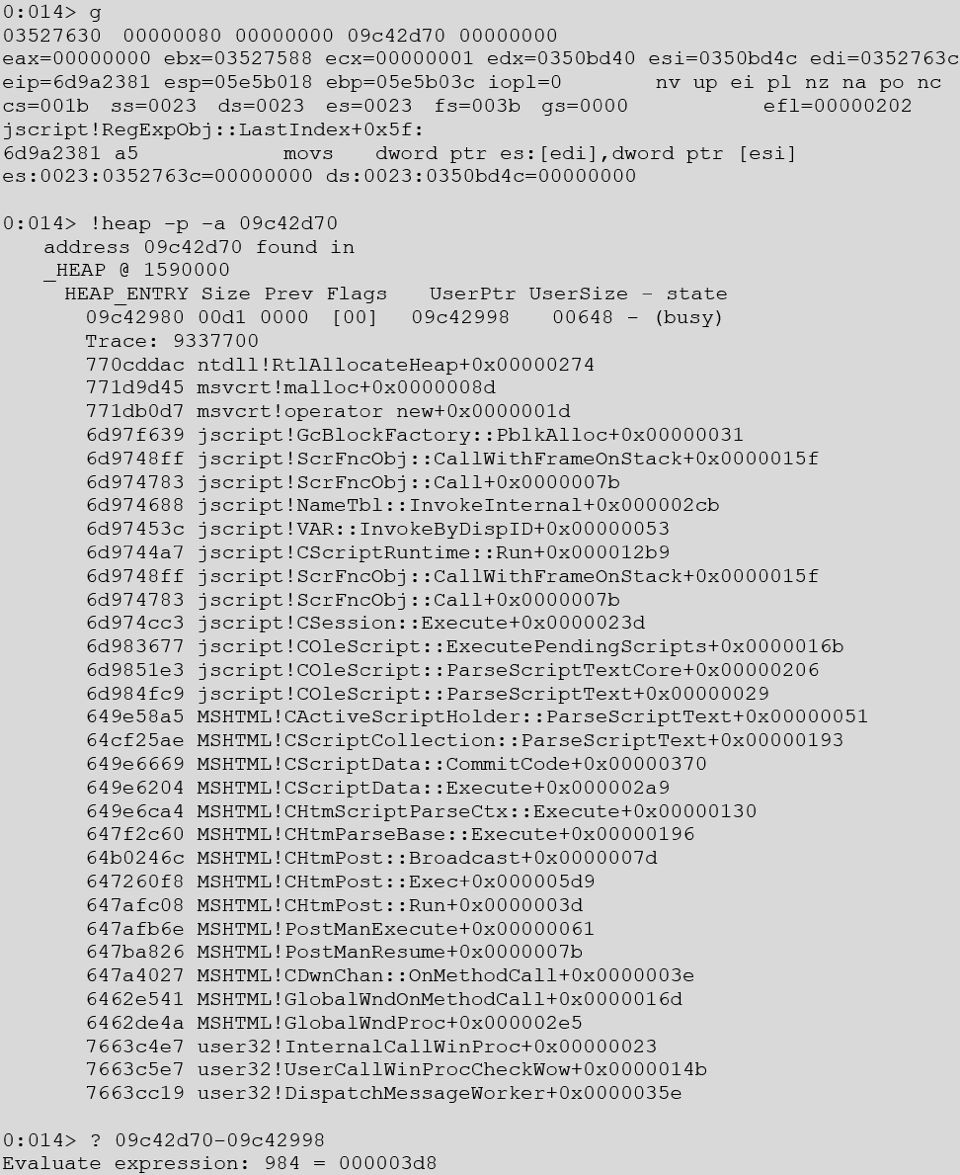 0:014> g
03527630  00000080 00000000 09c42d70 00000000
eax=00000000 ebx=03527588 ecx=00000001 edx=0350bd40 esi=0350bd4c edi=0352763c
eip=6d9a2381 esp=05e5b018 ebp=05e5b03c iopl=0         nv up ei pl nz na po nc
cs=001b  ss=0023  ds=0023  es=0023  fs=003b  gs=0000             efl=00000202
jscript!RegExpObj::LastIndex+0x5f:
6d9a2381 a5              movs    dword ptr es:[edi],dword ptr [esi]
es:0023:0352763c=00000000 ds:0023:0350bd4c=00000000
0:014> !heap -p -a 09c42d70
address 09c42d70 found in
_HEAP @ 1590000
HEAP_ENTRY Size Prev Flags    UserPtr UserSize - state
09c42980 00d1 0000  [00]   09c42998    00648 - (busy)
Trace: 9337700
770cddac ntdll!RtlAllocateHeap+0x00000274
771d9d45 msvcrt!malloc+0x0000008d
771db0d7 msvcrt!operator new+0x0000001d
6d97f639 jscript!GcBlockFactory::PblkAlloc+0x00000031
6d9748ff jscript!ScrFncObj::CallWithFrameOnStack+0x0000015f
6d974783 jscript!ScrFncObj::Call+0x0000007b
6d974688 jscript!NameTbl::InvokeInternal+0x000002cb
6d97453c jscript!VAR::InvokeByDispID+0x00000053
6d9744a7 jscript!CScriptRuntime::Run+0x000012b9
6d9748ff jscript!ScrFncObj::CallWithFrameOnStack+0x0000015f
6d974783 jscript!ScrFncObj::Call+0x0000007b
6d974cc3 jscript!CSession::Execute+0x0000023d
6d983677 jscript!COleScript::ExecutePendingScripts+0x0000016b
6d9851e3 jscript!COleScript::ParseScriptTextCore+0x00000206
6d984fc9 jscript!COleScript::ParseScriptText+0x00000029
649e58a5 MSHTML!CActiveScriptHolder::ParseScriptText+0x00000051
64cf25ae MSHTML!CScriptCollection::ParseScriptText+0x00000193
649e6669 MSHTML!CScriptData::CommitCode+0x00000370
649e6204 MSHTML!CScriptData::Execute+0x000002a9
649e6ca4 MSHTML!CHtmScriptParseCtx::Execute+0x00000130
647f2c60 MSHTML!CHtmParseBase::Execute+0x00000196
64b0246c MSHTML!CHtmPost::Broadcast+0x0000007d
647260f8 MSHTML!CHtmPost::Exec+0x000005d9
647afc08 MSHTML!CHtmPost::Run+0x0000003d
647afb6e MSHTML!PostManExecute+0x00000061
647ba826 MSHTML!PostManResume+0x0000007b
647a4027 MSHTML!CDwnChan::OnMethodCall+0x0000003e
6462e541 MSHTML!GlobalWndOnMethodCall+0x0000016d
6462de4a MSHTML!GlobalWndProc+0x000002e5
7663c4e7 user32!InternalCallWinProc+0x00000023
7663c5e7 user32!UserCallWinProcCheckWow+0x0000014b
7663cc19 user32!DispatchMessageWorker+0x0000035e
0:014> ? 09c42d70-09c42998
Evaluate expression: 984 = 000003d8